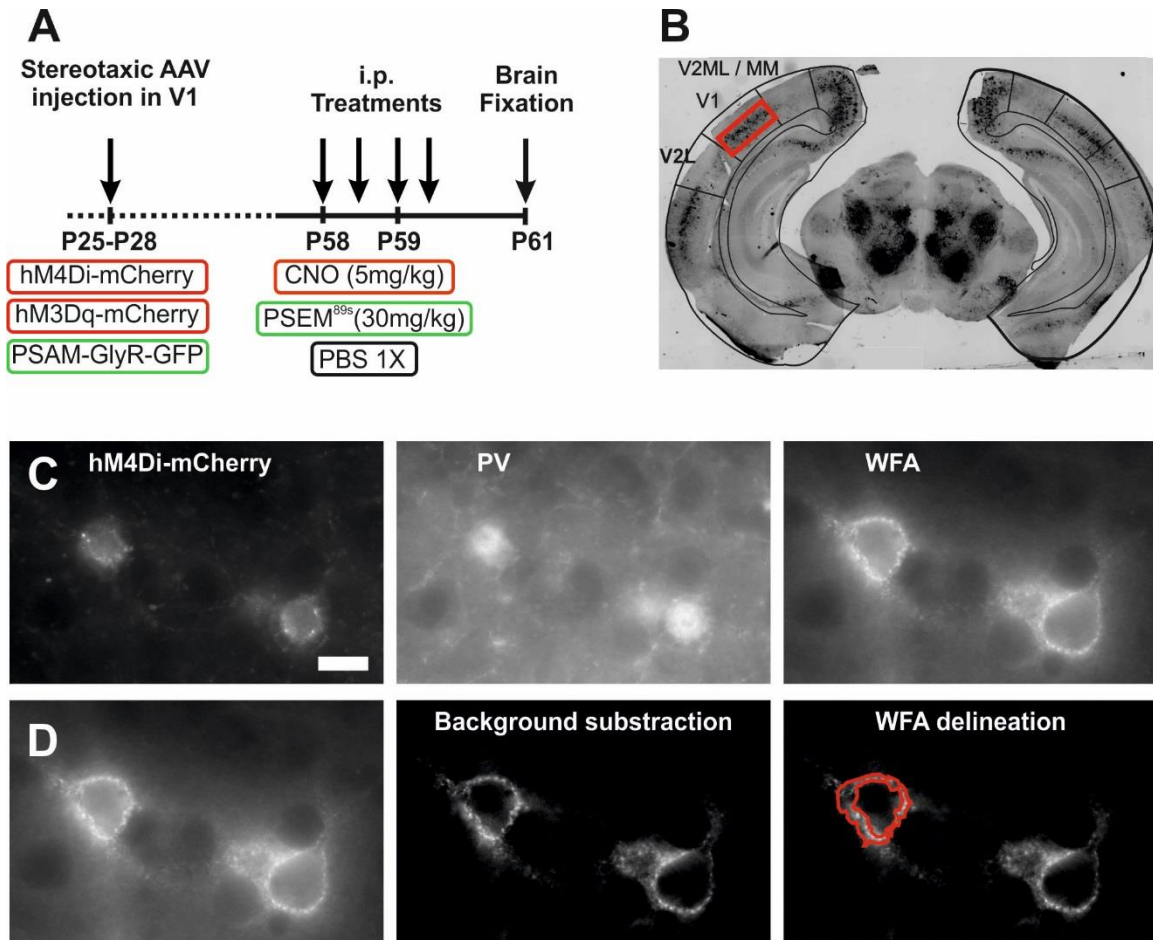 A
Stereotaxic AAV
injection in V1
i.p.
Treatments
Brain
Fixation
P25-P28
P58
P59
P61
hM4Di-mCherry
hM3Dq-mCherry
PSAM-GlyR-GFP
CNO (5mg/kg)
PSEM⁸⁹ˢ(30mg/kg)
PBS 1X
B
V2ML / MM
V1
V2L
C
hM4Di-mCherry
PV
WFA
D
Background substraction
WFA delineation